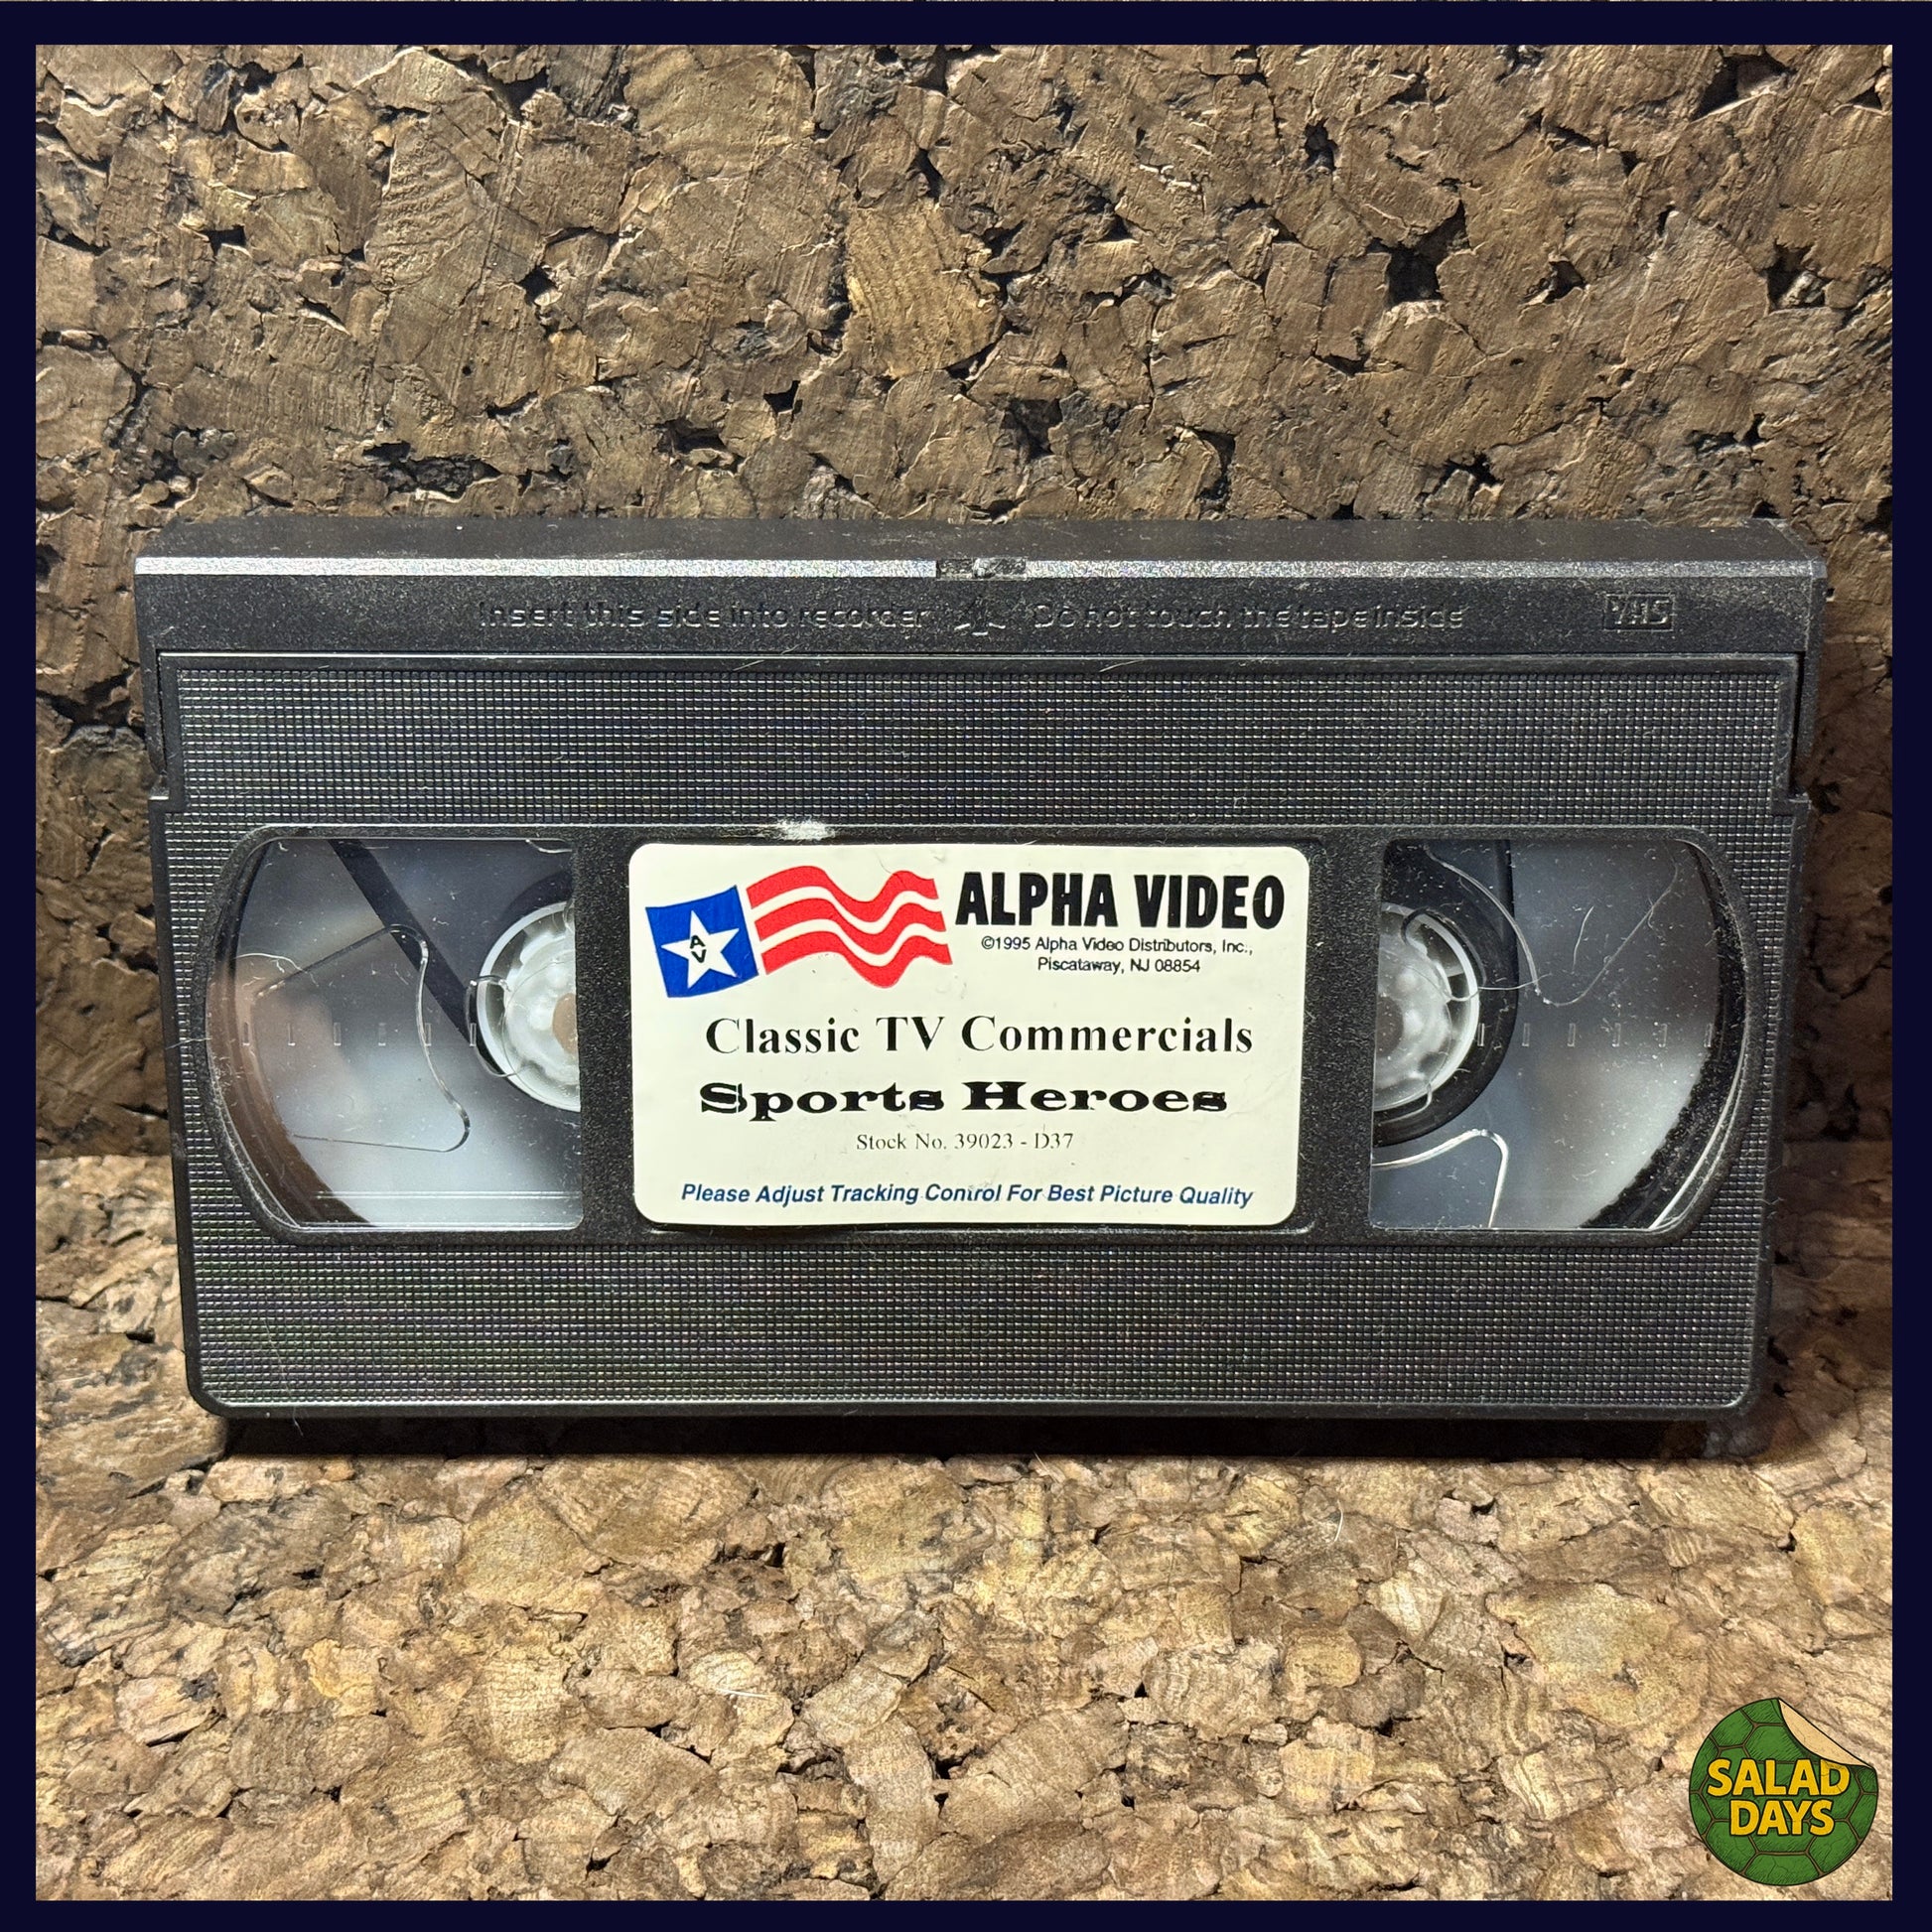 Insert this side into recorder Do not touch the tape inside VHS
ALPHA VIDEO
©1995 Alpha Video Distributors, Inc.,
Piscataway, NJ 08854
A
V
Classic TV Commercials
Sports Heroes
Stock No. 39023 - D37
Please Adjust Tracking Control For Best Picture Quality
SALAD
DAYS